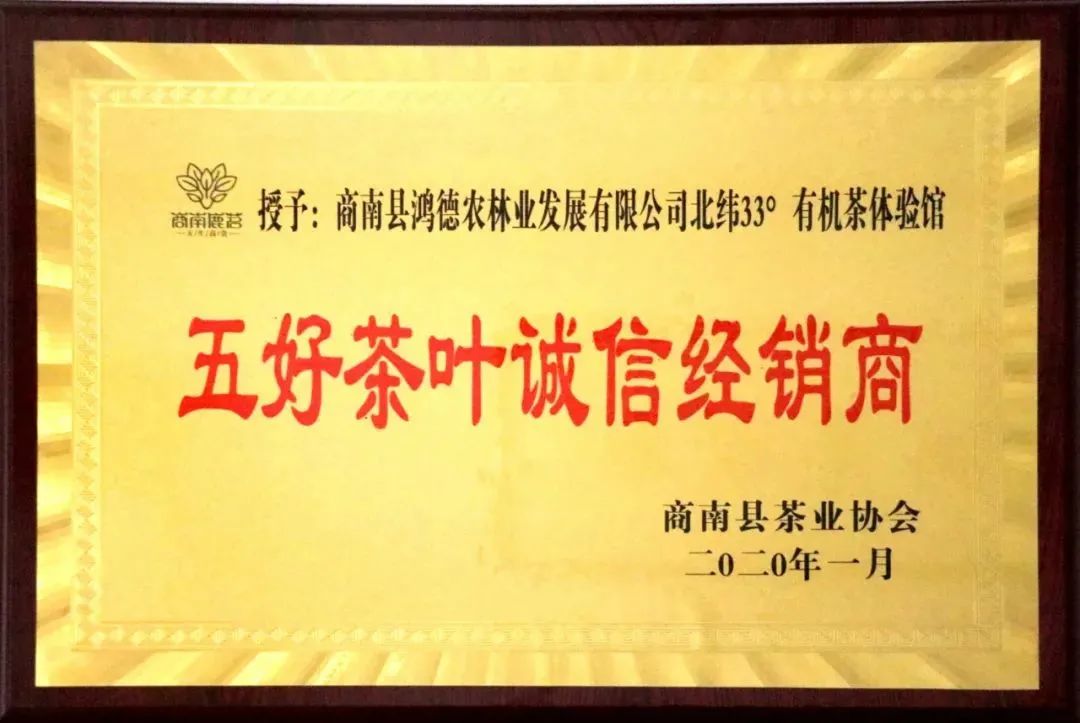 商南鹿茗
授予：商南县鸿德农林业发展有限公司北纬33° 有机茶体验馆
五好茶叶诚信经销商
商南县茶业协会
二0二0年一月